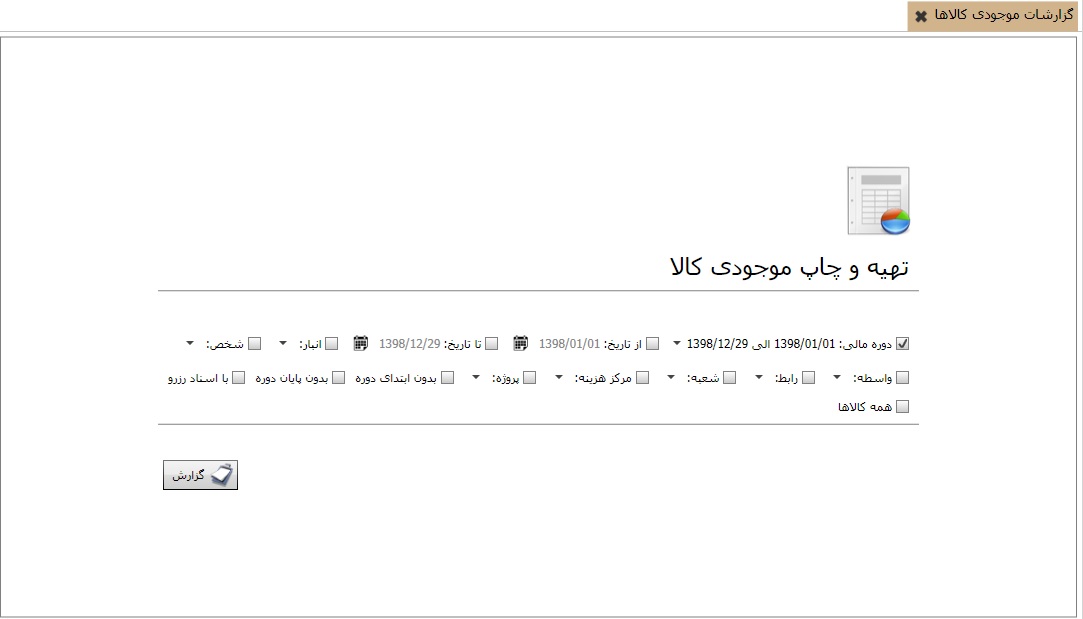 گزارشات موجودی کالاها
تهیه و چاپ موجودی کالا
دوره مالی: 1398/01/01 الی 1398/12/29 از تاریخ: 1398/01/01 تا تاریخ: 1398/12/29 انبار: شخص:
واسطه: رابط: شعبه: مرکز هزینه: پروژه: بدون ابتدای دوره بدون پایان دوره با اسناد رزرو
همه کالاها
گزارش